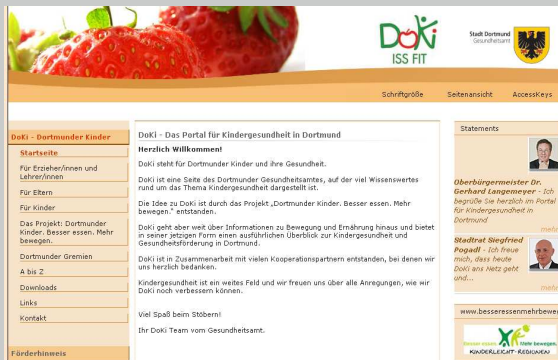 DoKi
ISS FIT
Stadt Dortmund
Gesundheitsamt
Schriftgröße
Seitenansicht
AccessKeys
DoKi - Dortmunder Kinder
Startseite
Für Erzieher/innen und
Lehrer/innen
Für Eltern
Für Kinder
Das Projekt: Dortmunder
Kinder. Besser essen. Mehr
bewegen.
Dortmunder Gremien
A bis Z
Downloads
Links
Kontakt
Förderhinweis
DoKi - Das Portal für Kindergesundheit in Dortmund
Herzlich Willkommen!
DoKi steht für Dortmunder Kinder und ihre Gesundheit.
DoKi ist eine Seite des Dortmunder Gesundheitsamtes, auf der viel Wissenswertes
rund um das Thema Kindergesundheit dargestellt ist.
Die Idee zu DoKi ist durch das Projekt „Dortmunder Kinder. Besser essen. Mehr
bewegen." entstanden.
DoKi geht aber weit über Informationen zu Bewegung und Ernährung hinaus und bietet
in seiner jetzigen Form einen ausführlichen Überblick zur Kindergesundheit und
Gesundheitsförderung in Dortmund.
DoKi ist in Zusammenarbeit mit vielen Kooperationspartnern entstanden, bei denen wir
uns herzlich bedanken.
Kindergesundheit ist ein weites Feld und wir freuen uns über alle Anregungen, wie wir
DoKi noch verbessern können.
Viel Spaß beim Stöbern!
Ihr DoKi Team vom Gesundheitsamt.
Statements
Oberbürgermeister Dr.
Gerhard Langemeyer - Ich
begrüße Sie herzlich im Portal
für Kindergesundheit in
Dortmund
mehr
Stadtrat Siegfried
Pogadl - Ich freue
mich, dass heute
DoKi ans Netz geht
und...
mehr
www.besseressenmehrbewe
Besser essen.
Mehr bewegen.
KINDERLEICHT-REGIONEN